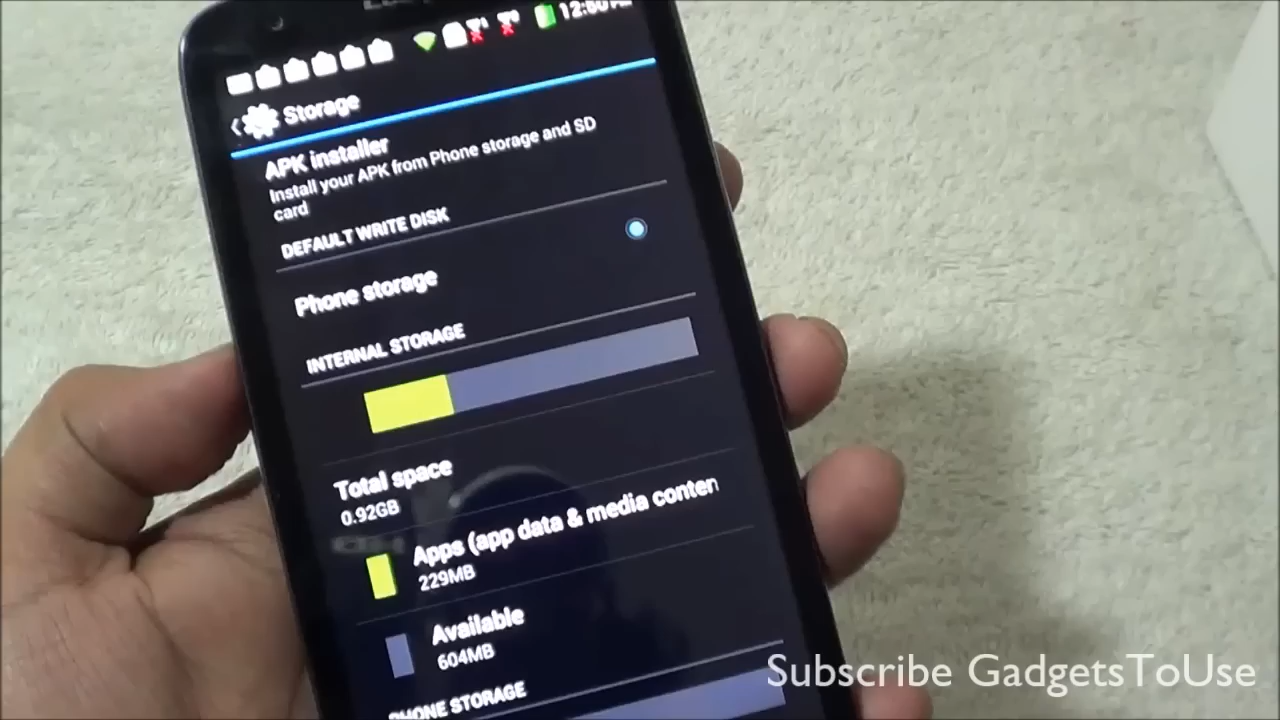 Storage
APK installer
Install your APK from Phone storage and SD
card
DEFAULT WRITE DISK
Phone storage
INTERNAL STORAGE
Total space
0.92GB
Apps (app data & media conten
229MB
Available
604MB
PHONE STORAGE
Subscribe GadgetsToUse